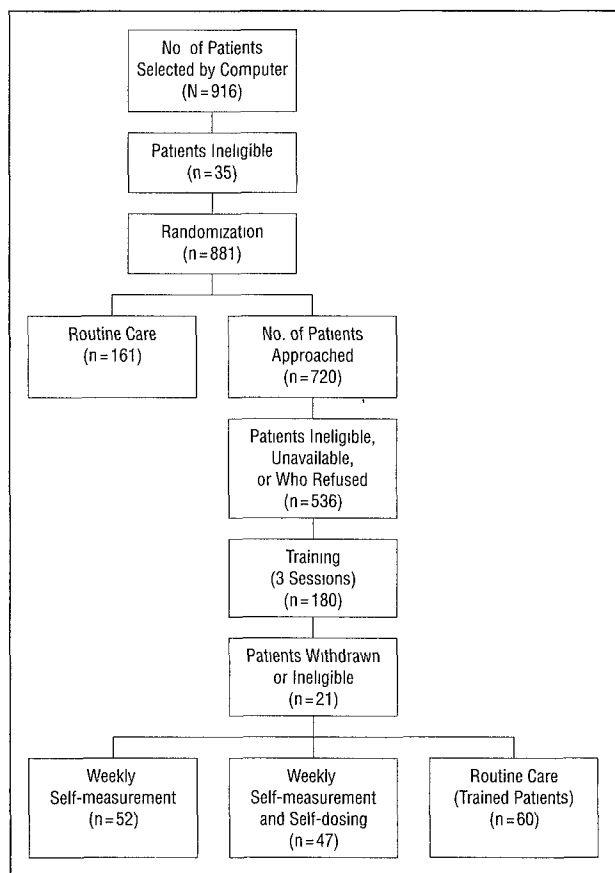 No. of Patients
Selected by Computer
(N=916)
Patients Ineligible
(n=35)
Randomization
(n=881)
Routine Care
(n=161)
No. of Patients
Approached
(n=720)
Patients Ineligible,
Unavailable,
or Who Refused
(n=536)
Training
(3 Sessions)
(n=180)
Patients Withdrawn
or Ineligible
(n=21)
Weekly
Self-measurement
(n=52)
Weekly
Self-measurement
and Self-dosing
(n=47)
Routine Care
(Trained Patients)
(n=60)